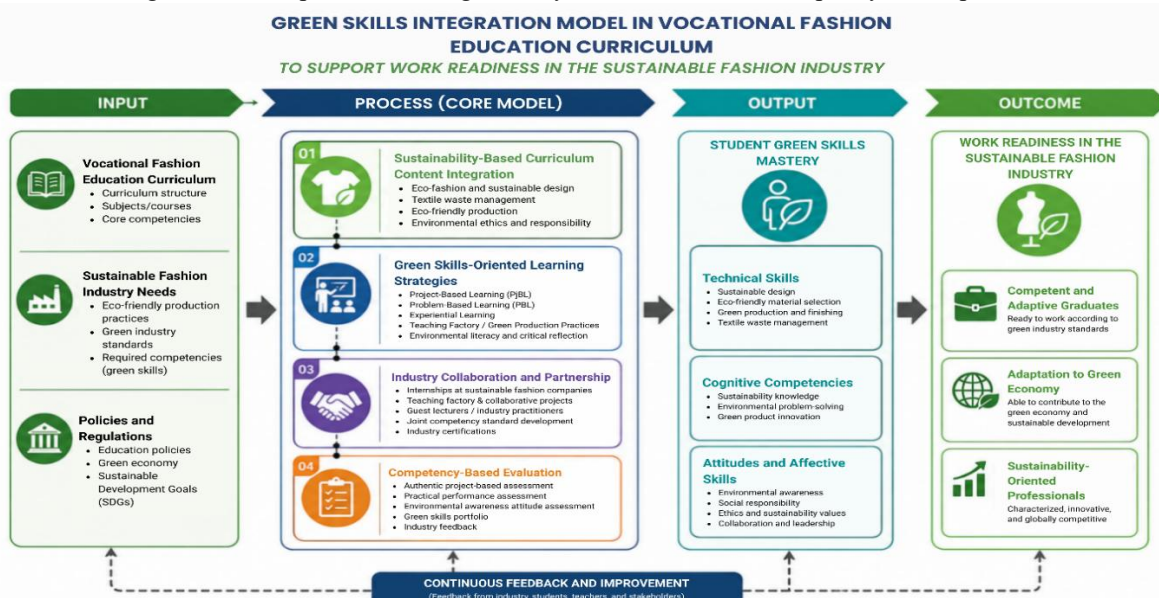 GREEN SKILLS INTEGRATION MODEL IN VOCATIONAL FASHION
EDUCATION CURRICULUM
TO SUPPORT WORK READINESS IN THE SUSTAINABLE FASHION INDUSTRY
INPUT
Vocational Fashion
Education Curriculum
• Curriculum structure
• Subjects/courses
• Core competencies
Sustainable Fashion
Industry Needs
• Eco-friendly production
practices
• Green industry
standards
• Required competencies
(green skills)
Policies and
Regulations
• Education policies
• Green economy
• Sustainable
Development Goals
(SDGs)
PROCESS (CORE MODEL)
01
Sustainability-Based Curriculum
Content Integration
• Eco-fashion and sustainable design
• Textile waste management
• Eco-friendly production
• Environmental ethics and responsibility
02
Green Skills-Oriented Learning
Strategies
• Project-Based Learning (PjBL)
• Problem-Based Learning (PBL)
• Experiential Learning
• Teaching Factory / Green Production Practices
• Environmental literacy and critical reflection
03
Industry Collaboration and Partnership
• Internships at sustainable fashion companies
• Teaching factory & collaborative projects
• Guest lecturers / industry practitioners
• Joint competency standard development
• Industry certifications
04
Competency-Based Evaluation
• Authentic project-based assessment
• Practical performance assessment
• Environmental awareness attitude assessment
• Green skills portfolio
• Industry feedback
OUTPUT
STUDENT GREEN SKILLS
MASTERY
Technical Skills
• Sustainable design
• Eco-friendly material selection
• Green production and finishing
• Textile waste management
Cognitive Competencies
• Sustainability knowledge
• Environmental problem-solving
• Green product innovation
Attitudes and Affective
Skills
• Environmental awareness
• Social responsibility
• Ethics and sustainability values
• Collaboration and leadership
OUTCOME
WORK READINESS IN THE
SUSTAINABLE FASHION
INDUSTRY
Competent and
Adaptive Graduates
Ready to work according to
green industry standards
Adaptation to Green
Economy
Able to contribute to the
green economy and
sustainable development
Sustainability-
Oriented
Professionals
Characterized, innovative,
and globally competitive
CONTINUOUS FEEDBACK AND IMPROVEMENT
(Feedback from industry, students, teachers, and stakeholders)